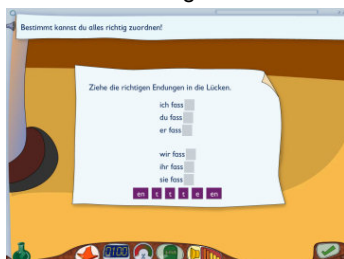 Bestimmt kannst du alles richtig zuordnen!
Ziehe die richtigen Endungen in die Lücken.
ich fass
du fass
er fass
wir fass
ihr fass
sie fass
en t t t e en